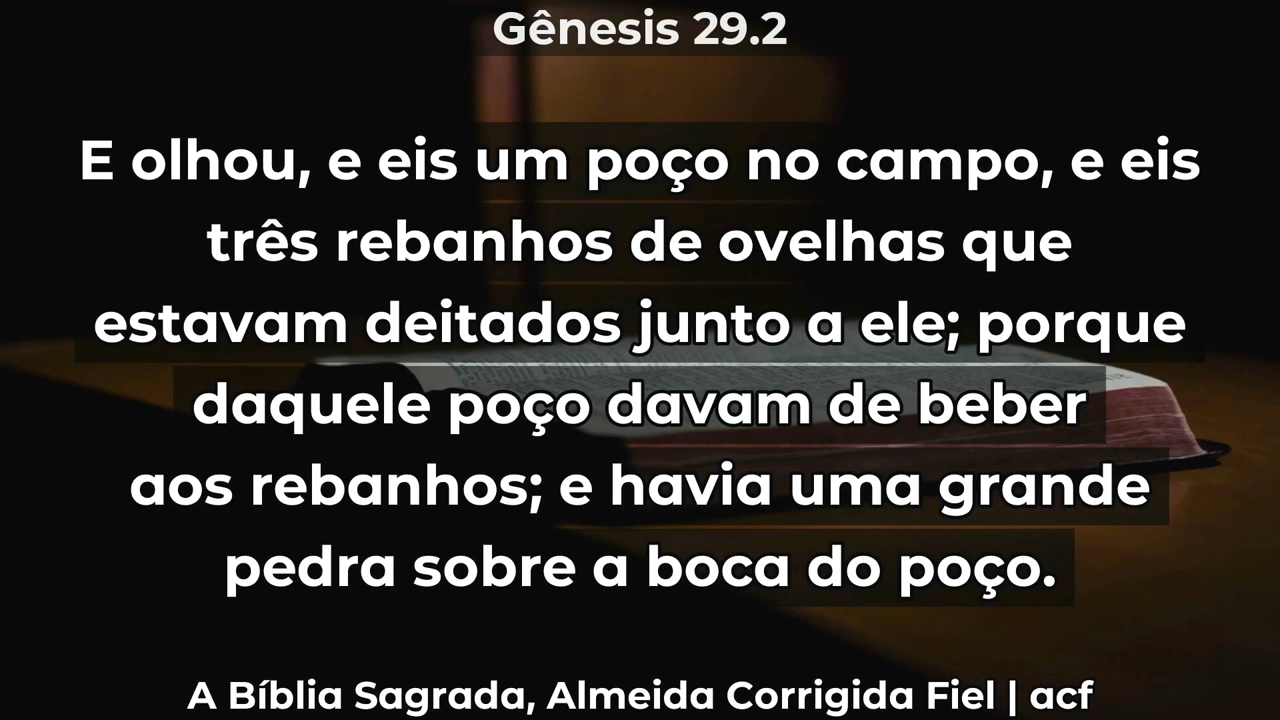 Gênesis 29.2
E olhou, e eis um poço no campo, e eis
três rebanhos de ovelhas que
estavam deitados junto a ele; porque
daquele poço davam de beber
aos rebanhos; e havia uma grande
pedra sobre a boca do poço.
A Bíblia Sagrada, Almeida Corrigida Fiel | acf